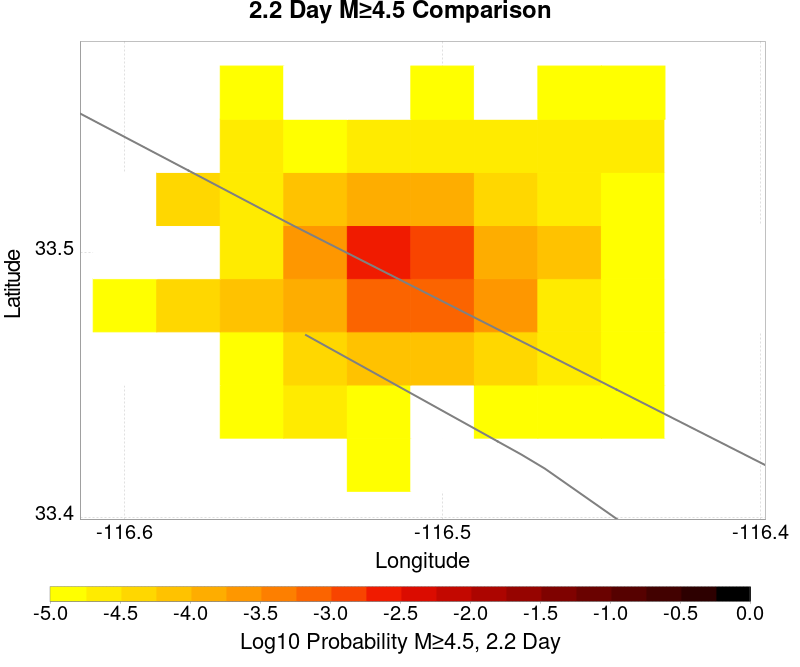 2.2 Day M≥4.5 Comparison
Latitude
33.5
33.4
-116.6 -116.5 -116.4
Longitude
-5.0 -4.5 -4.0 -3.5 -3.0 -2.5 -2.0 -1.5 -1.0 -0.5 0.0
Log10 Probability M≥4.5, 2.2 Day